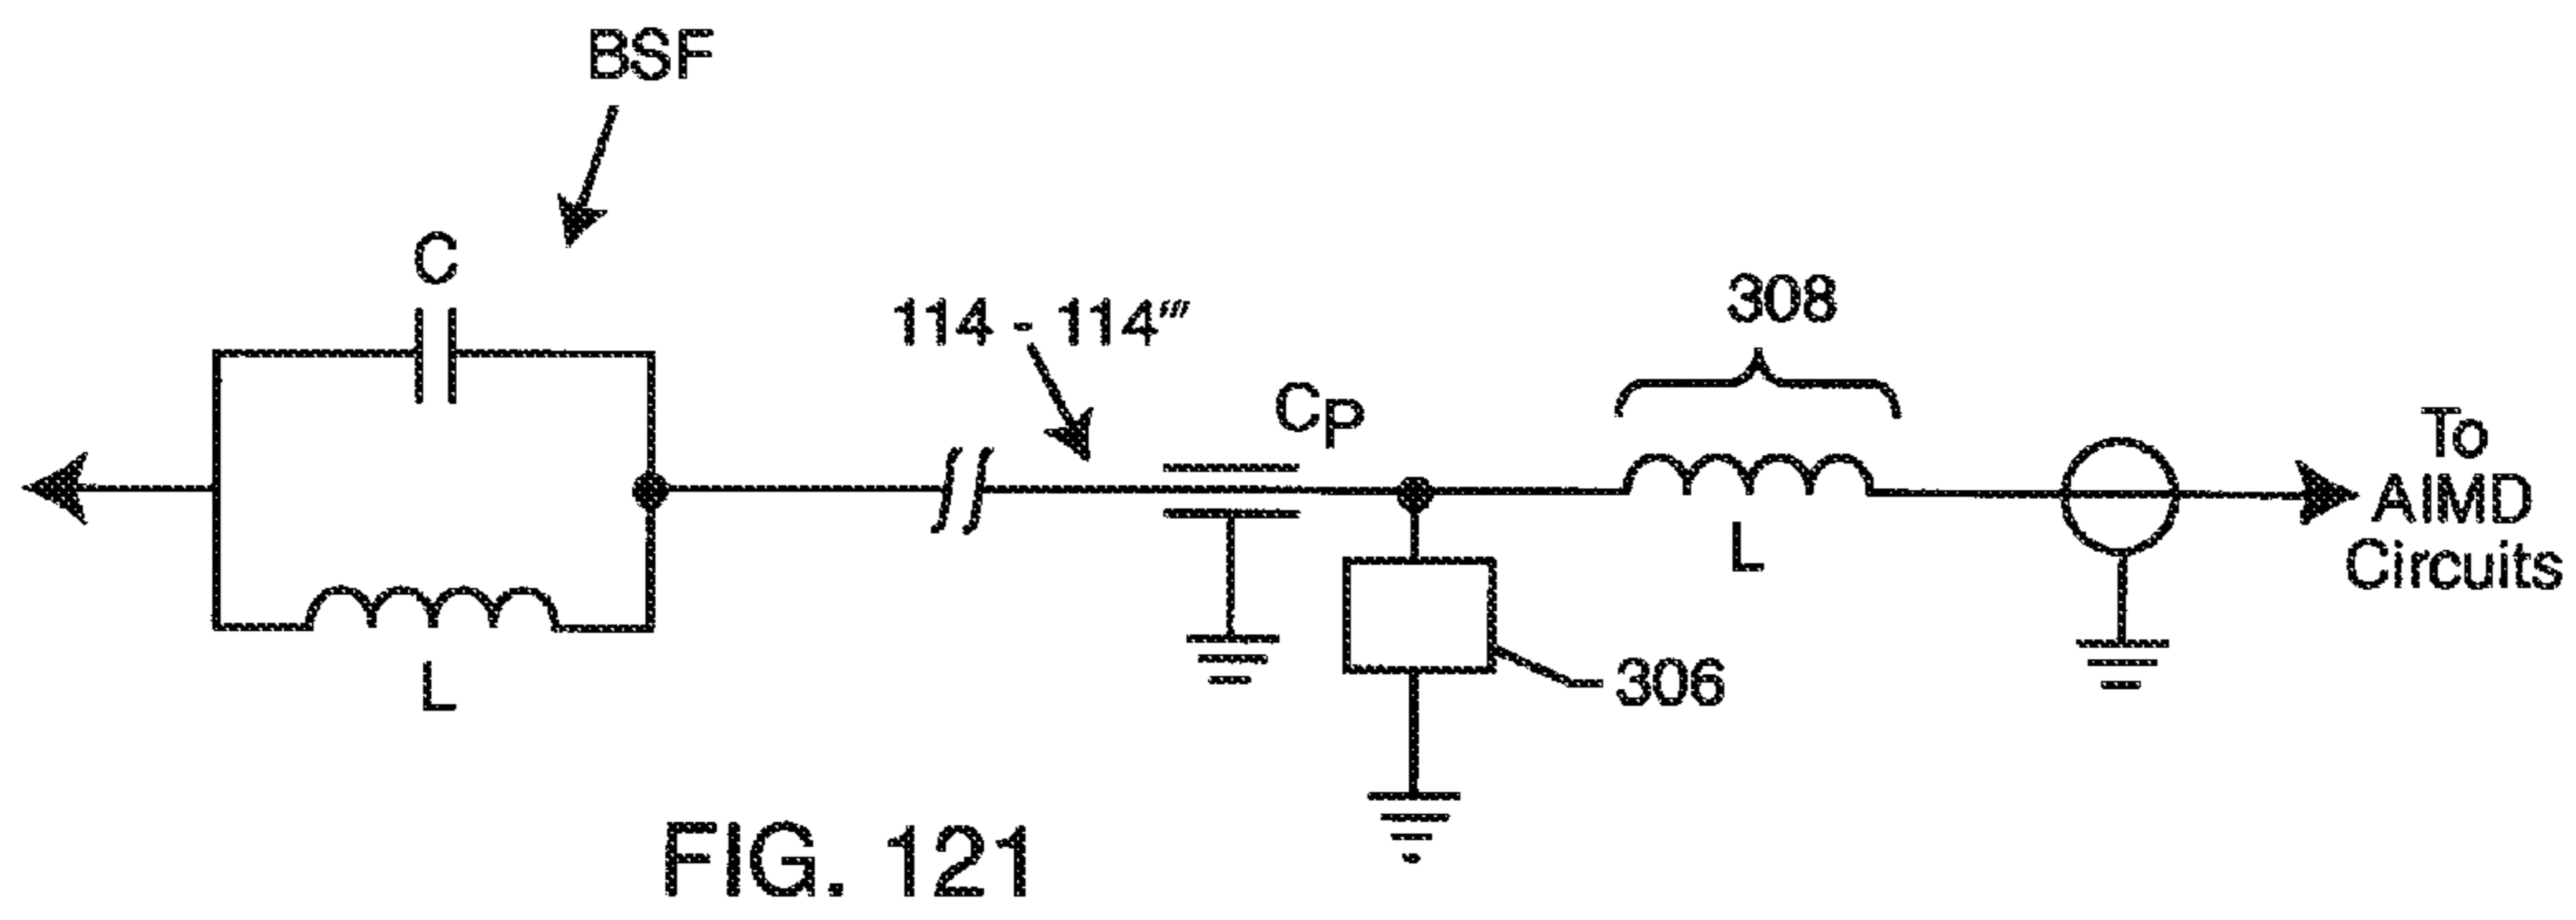 BSF
C
114 - 114‴
CP
308
To
AIMD
Circuits
L
L
306
FIG. 121